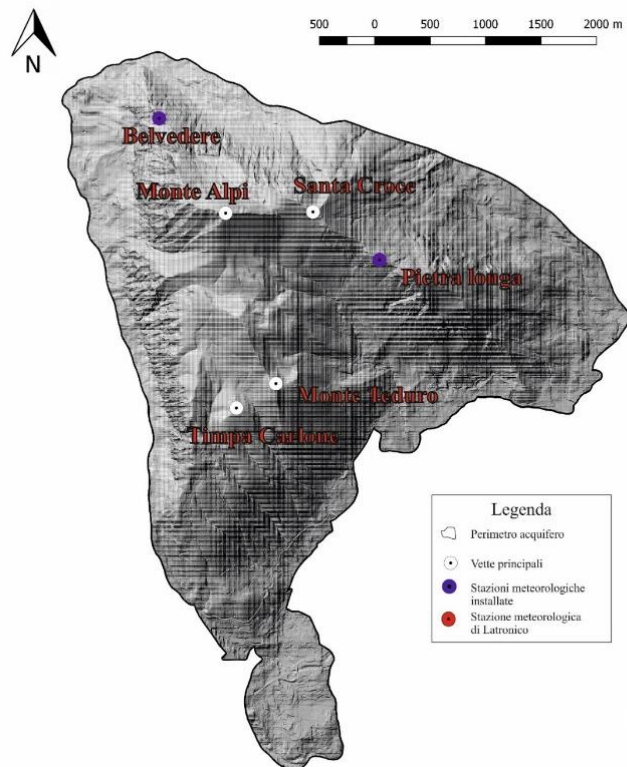 500 0 500 1000 1500 2000 m
N
Belvedere
Monte Alpi
Santa Croce
Pietra longa
Monte Teduro
Timpa Carlone
Legenda
Perimetro acquifero
Vette principali
Stazioni meteorologiche
installate
Stazione meteorologica
di Latronico